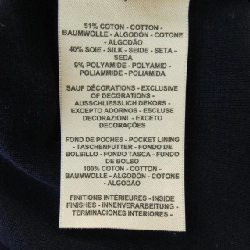 51% COTON - COTTON -
BAUMWOLLE - ALGODÓN - COTONE
- ALGODÃO
40% SOIE - SILK - SEIDE - SETA -
SEDA
9% POLYAMIDE - POLYAMID -
POLIAMMIDE - POLIAMIDA
SAUF DÉCORATIONS - EXCLUSIVE
OF DECORATIONS -
AUSSCHLIESSLICH DEKORS -
EXCEPTO ADORNOS - ESCLUSE
DECORAZIONI - EXCETO
DECORAÇÕES
FOND DE POCHES - POCKET LINING
- TASCHENFUTTER - FONDO DE
BOLSILLO - FONDO TASCA - FUNDO
DE BOLSO
100% COTON - COTTON -
BAUMWOLLE - ALGODÓN - COTONE -
ALGODÃO
FINITIONS INTÉRIEURES - INSIDE
FINISHES - INNENVERARBEITUNG -
TERMINACIONES INTERIORES -